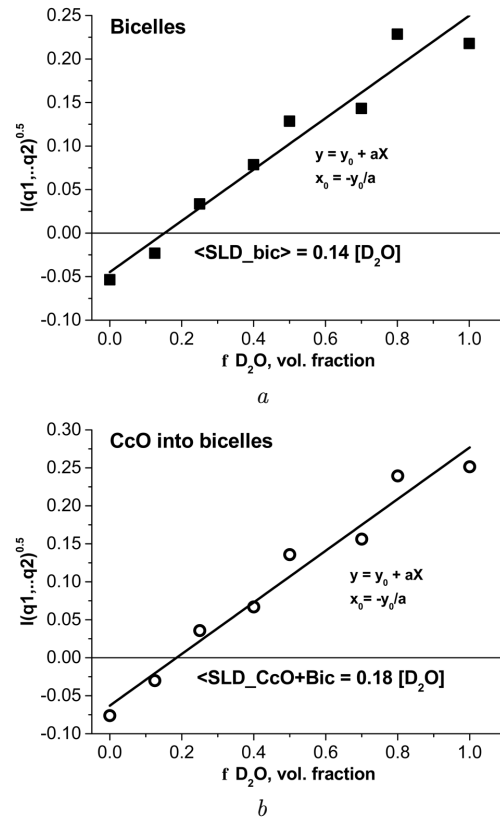 Bicelles
0.25
0.20
0.15
0.10
0.05
0.00
-0.05
-0.10
I(q1,..q2)^0.5
y = y₀ + aX
x₀ = -y₀/a
<SLD_bic> = 0.14 [D₂O]
0.0 0.2 0.4 0.6 0.8 1.0
f D₂O, vol. fraction
a
CcO into bicelles
0.30
0.25
0.20
0.15
0.10
0.05
0.00
-0.05
-0.10
I(q1,..q2)^0.5
y = y₀ + aX
x₀= -y₀/a
<SLD_CcO+Bic = 0.18 [D₂O]
0.0 0.2 0.4 0.6 0.8 1.0
f D₂O, vol. fraction
b